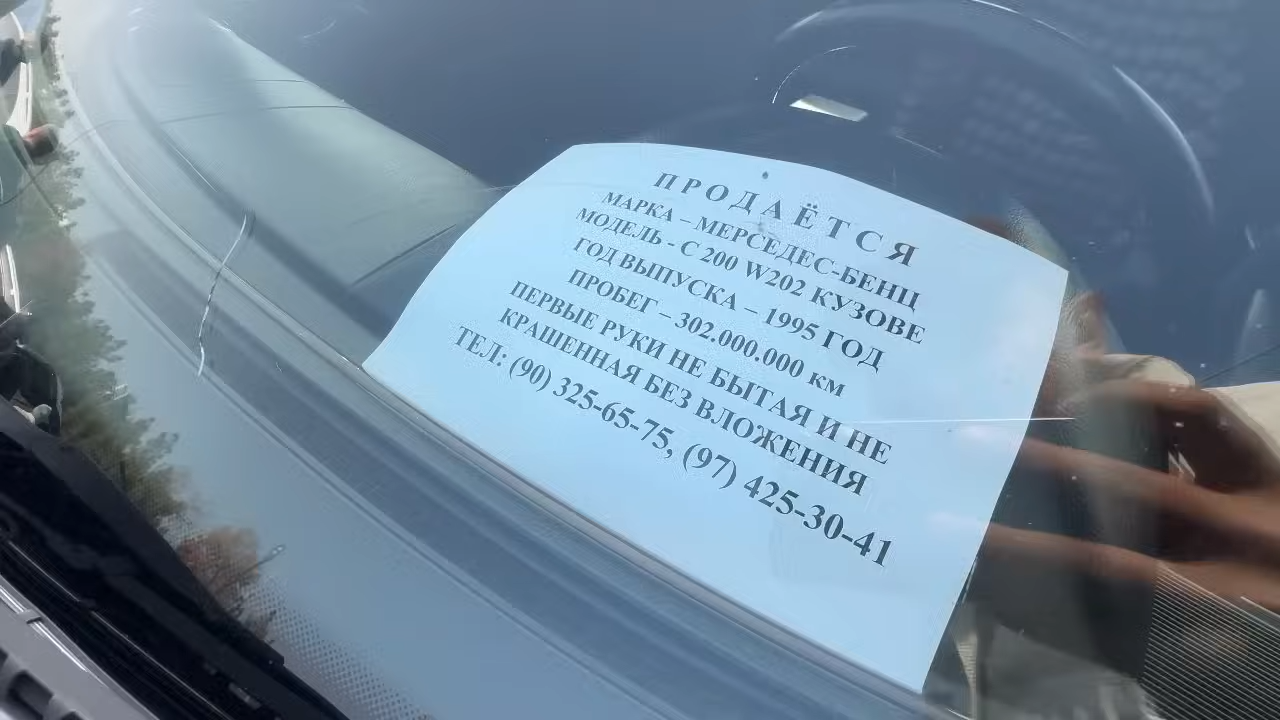 ПРОДАЁТСЯ
МАРКА – МЕРСЕДЕС-БЕНЦ
МОДЕЛЬ - С 200 W202 КУЗОВЕ
ГОД ВЫПУСКА – 1995 ГОД
ПРОБЕГ – 302.000.000 км
ПЕРВЫЕ РУКИ НЕ БЫТАЯ И НЕ
КРАШЕННАЯ БЕЗ ВЛОЖЕНИЯ
ТЕЛ: (90) 325-65-75, (97) 425-30-41